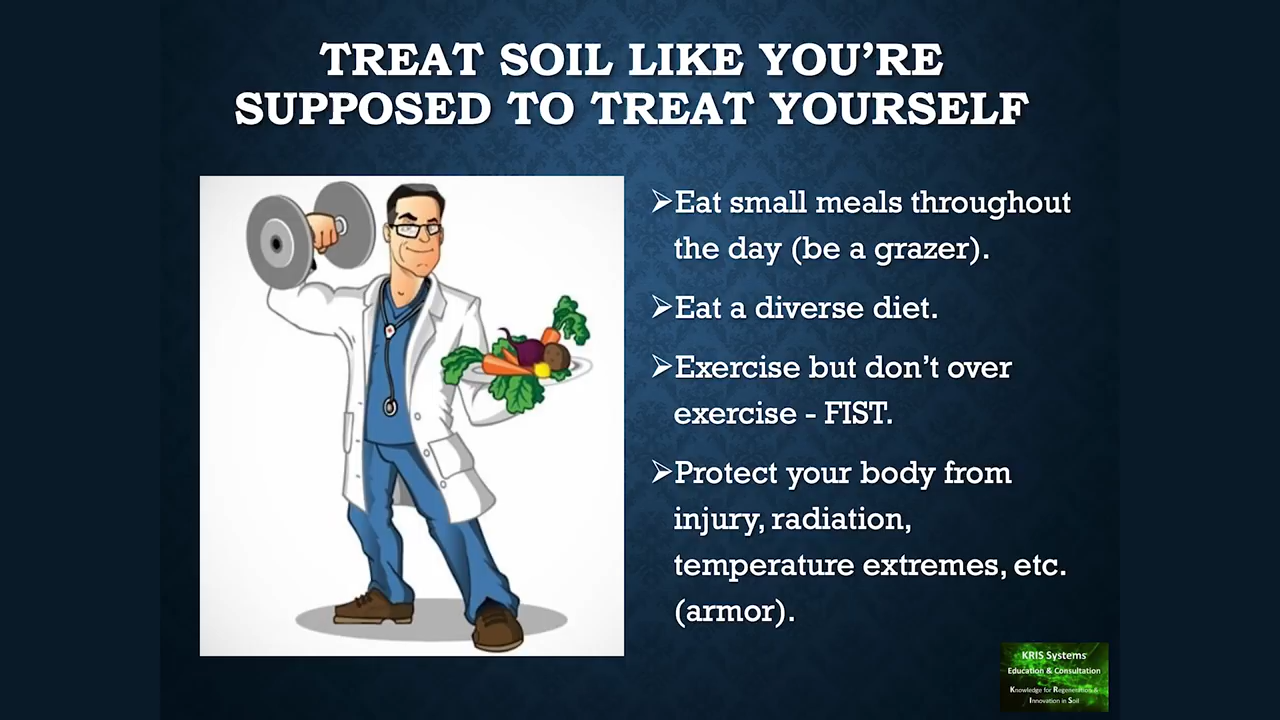 TREAT SOIL LIKE YOU’RE
SUPPOSED TO TREAT YOURSELF
➢Eat small meals throughout
the day (be a grazer).
➢Eat a diverse diet.
➢Exercise but don’t over
exercise - FIST.
➢Protect your body from
injury, radiation,
temperature extremes, etc.
(armor).
KRIS Systems
Education & Consultation
Knowledge for Regeneration &
Innovation in Soil